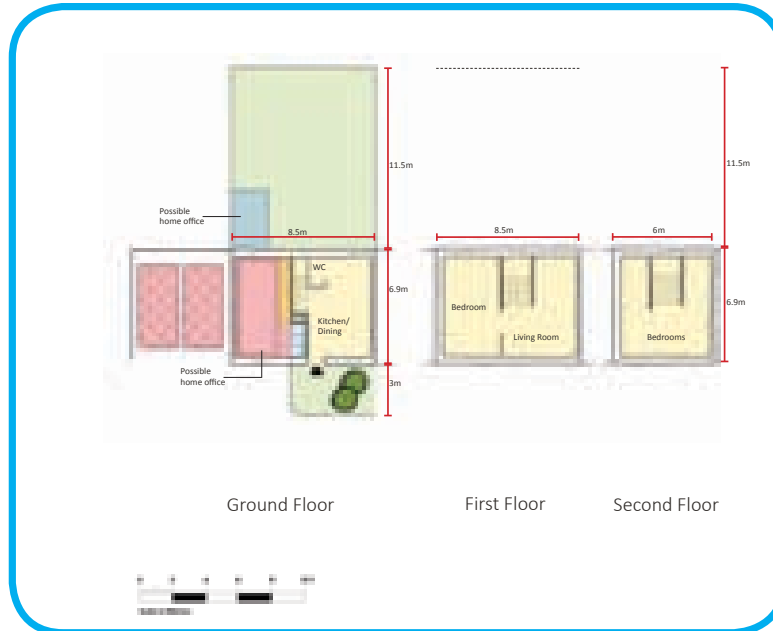 11.5m
11.5m
Possible
home office
8.5m
8.5m
6m
WC
6.9m
6.9m
Kitchen/
Dining
Bedroom
Living Room
Bedrooms
Possible
home office
3m
Ground Floor
First Floor
Second Floor